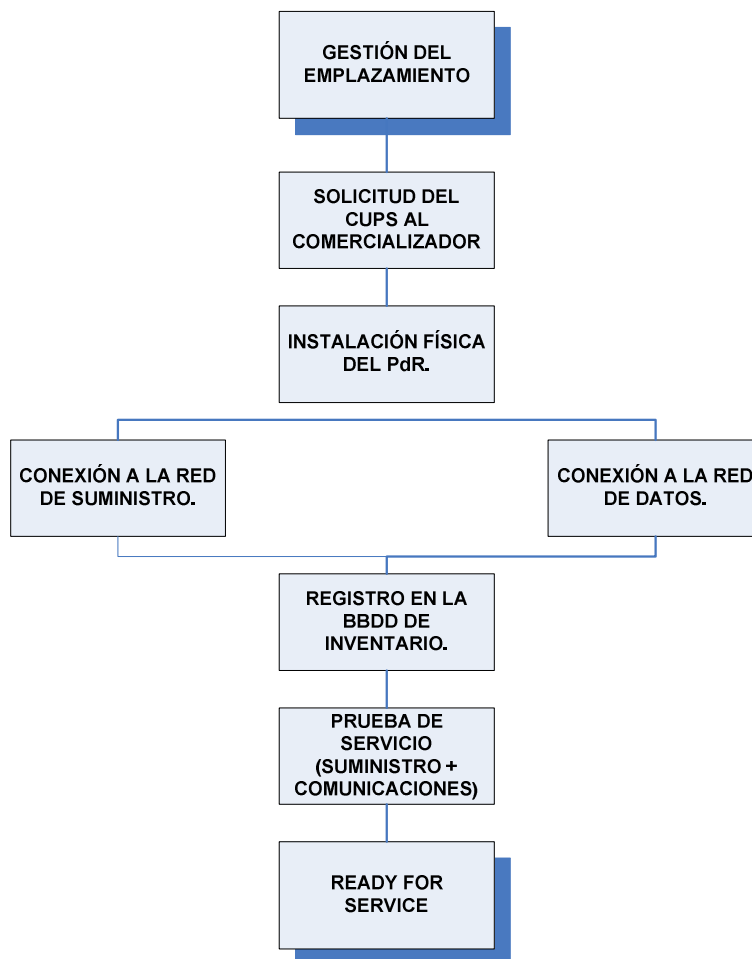 GESTIÓN DEL
EMPLAZAMIENTO
SOLICITUD DEL
CUPS AL
COMERCIALIZADOR
INSTALACIÓN FÍSICA
DEL PdR.
CONEXIÓN A LA RED
DE SUMINISTRO.
CONEXIÓN A LA RED
DE DATOS.
REGISTRO EN LA
BBDD DE
INVENTARIO.
PRUEBA DE
SERVICIO
(SUMINISTRO +
COMUNICACIONES)
READY FOR
SERVICE